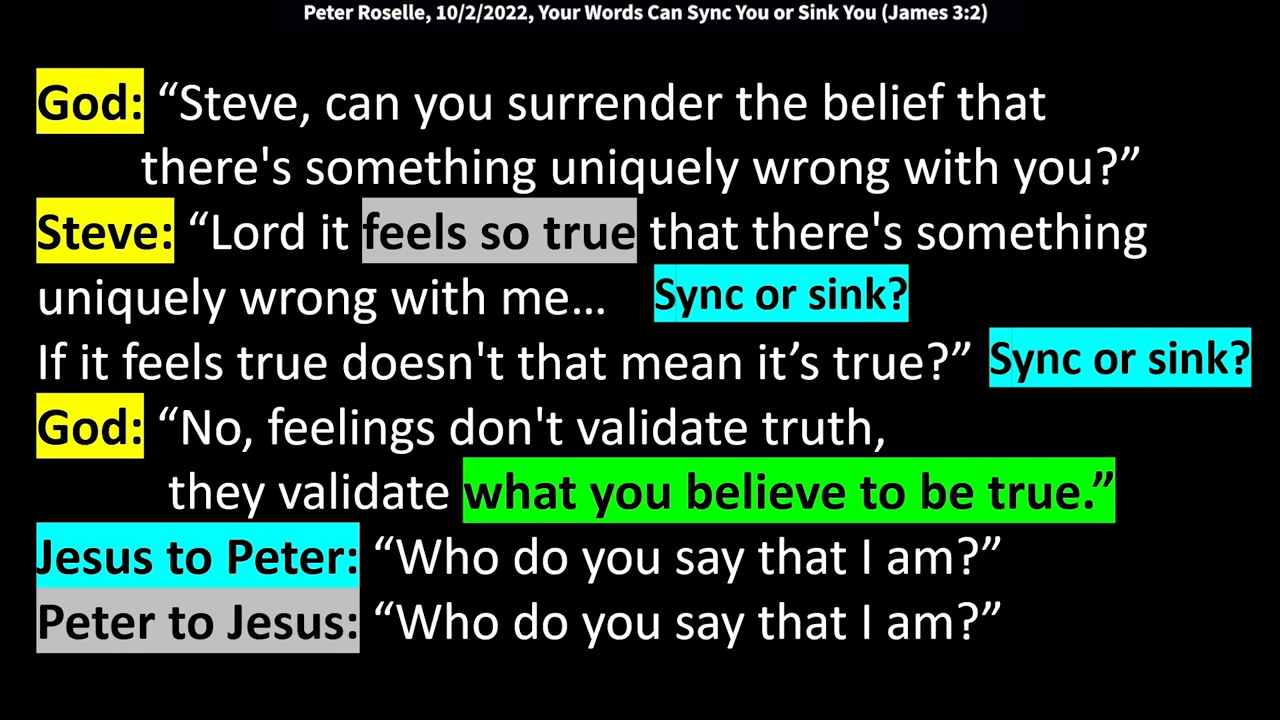 Peter Roselle, 10/2/2022, Your Words Can Sync You or Sink You (James 3:2)
God: “Steve, can you surrender the belief that
there's something uniquely wrong with you?”
Steve: “Lord it feels so true that there's something
uniquely wrong with me... Sync or sink?
If it feels true doesn't that mean it’s true?” Sync or sink?
God: “No, feelings don't validate truth,
they validate what you believe to be true.”
Jesus to Peter: “Who do you say that I am?”
Peter to Jesus: “Who do you say that I am?”